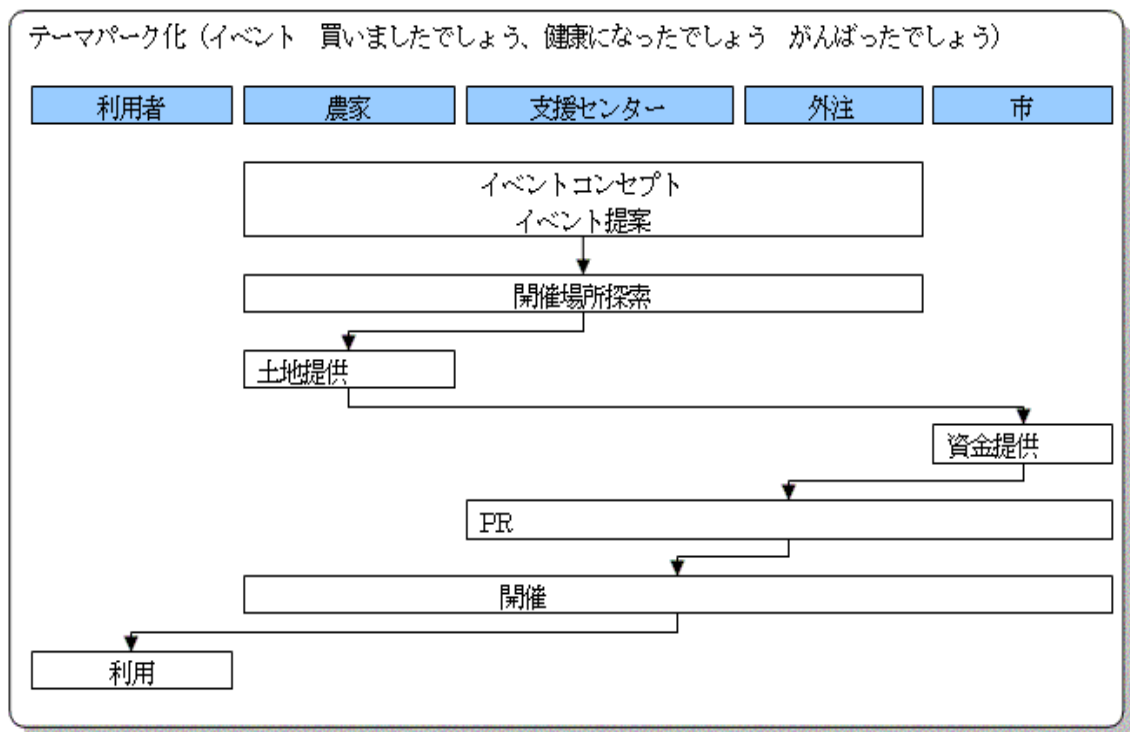 テーマパーク化（イベント　買いましたでしょう、健康になったでしょう　がんばったでしょう）
利用者　農家　支援センター　外注　市
イベントコンセプト
イベント提案
開催場所探索
土地提供
資金提供
PR
開催
利用